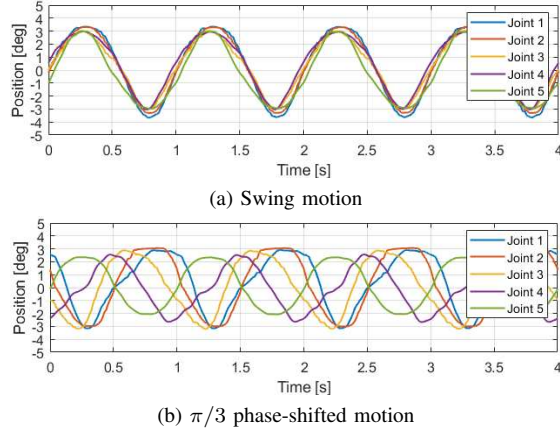 5
4
3
2
1
0
-1
-2
-3
-4
-5
Position [deg]
Joint 1
Joint 2
Joint 3
Joint 4
Joint 5
0 0.5 1 1.5 2 2.5 3 3.5 4
Time [s]
(a) Swing motion
5
4
3
2
1
0
-1
-2
-3
-4
-5
Position [deg]
Joint 1
Joint 2
Joint 3
Joint 4
Joint 5
0 0.5 1 1.5 2 2.5 3 3.5 4
Time [s]
(b) π/3 phase-shifted motion